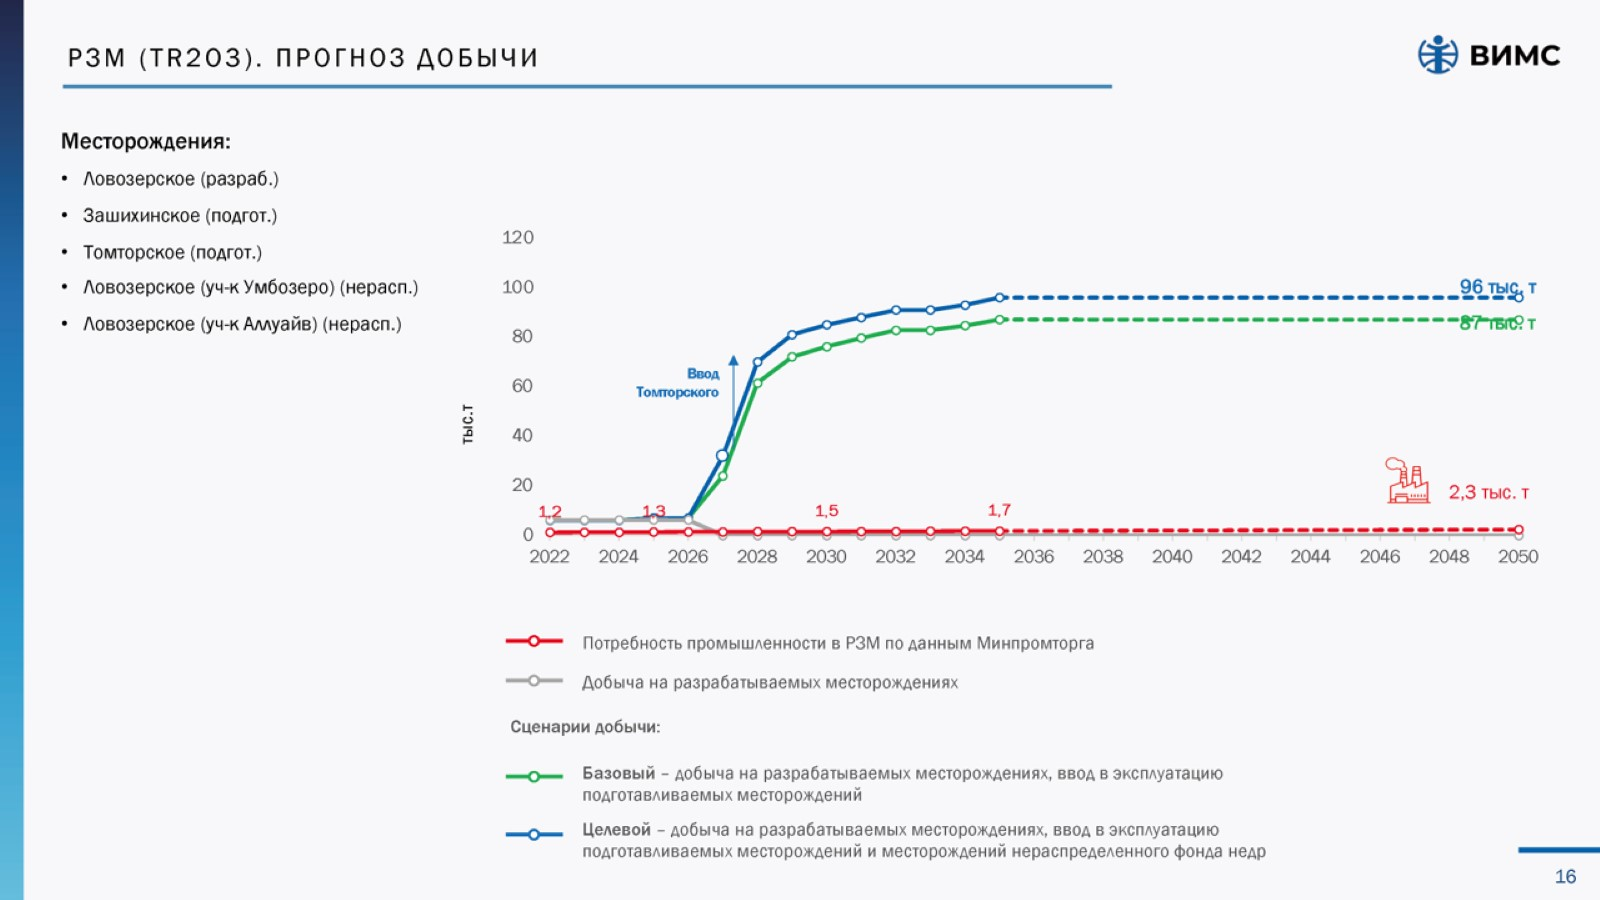 РЗМ (TR2O3). ПРОГНОЗ ДОБЫЧИ
ВИМС
Месторождения:
• Ловозерское (разраб.)
• Зашихинское (подгот.)
• Томторское (подгот.)
• Ловозерское (уч-к Умбозеро) (нерасп.)
• Ловозерское (уч-к Аллуайв) (нерасп.)
120
100
80
60
40
20
0
тыс.т
96 тыс. т
87 тыс. т
Ввод
Томторского
2,3 тыс. т
1,2
1,3
1,5
1,7
2022 2024 2026 2028 2030 2032 2034 2036 2038 2040 2042 2044 2046 2048 2050
Потребность промышленности в РЗМ по данным Минпромторга
Добыча на разрабатываемых месторождениях
Сценарии добычи:
Базовый – добыча на разрабатываемых месторождениях, ввод в эксплуатацию
подготавливаемых месторождений
Целевой – добыча на разрабатываемых месторождениях, ввод в эксплуатацию
подготавливаемых месторождений и месторождений нераспределенного фонда недр
16